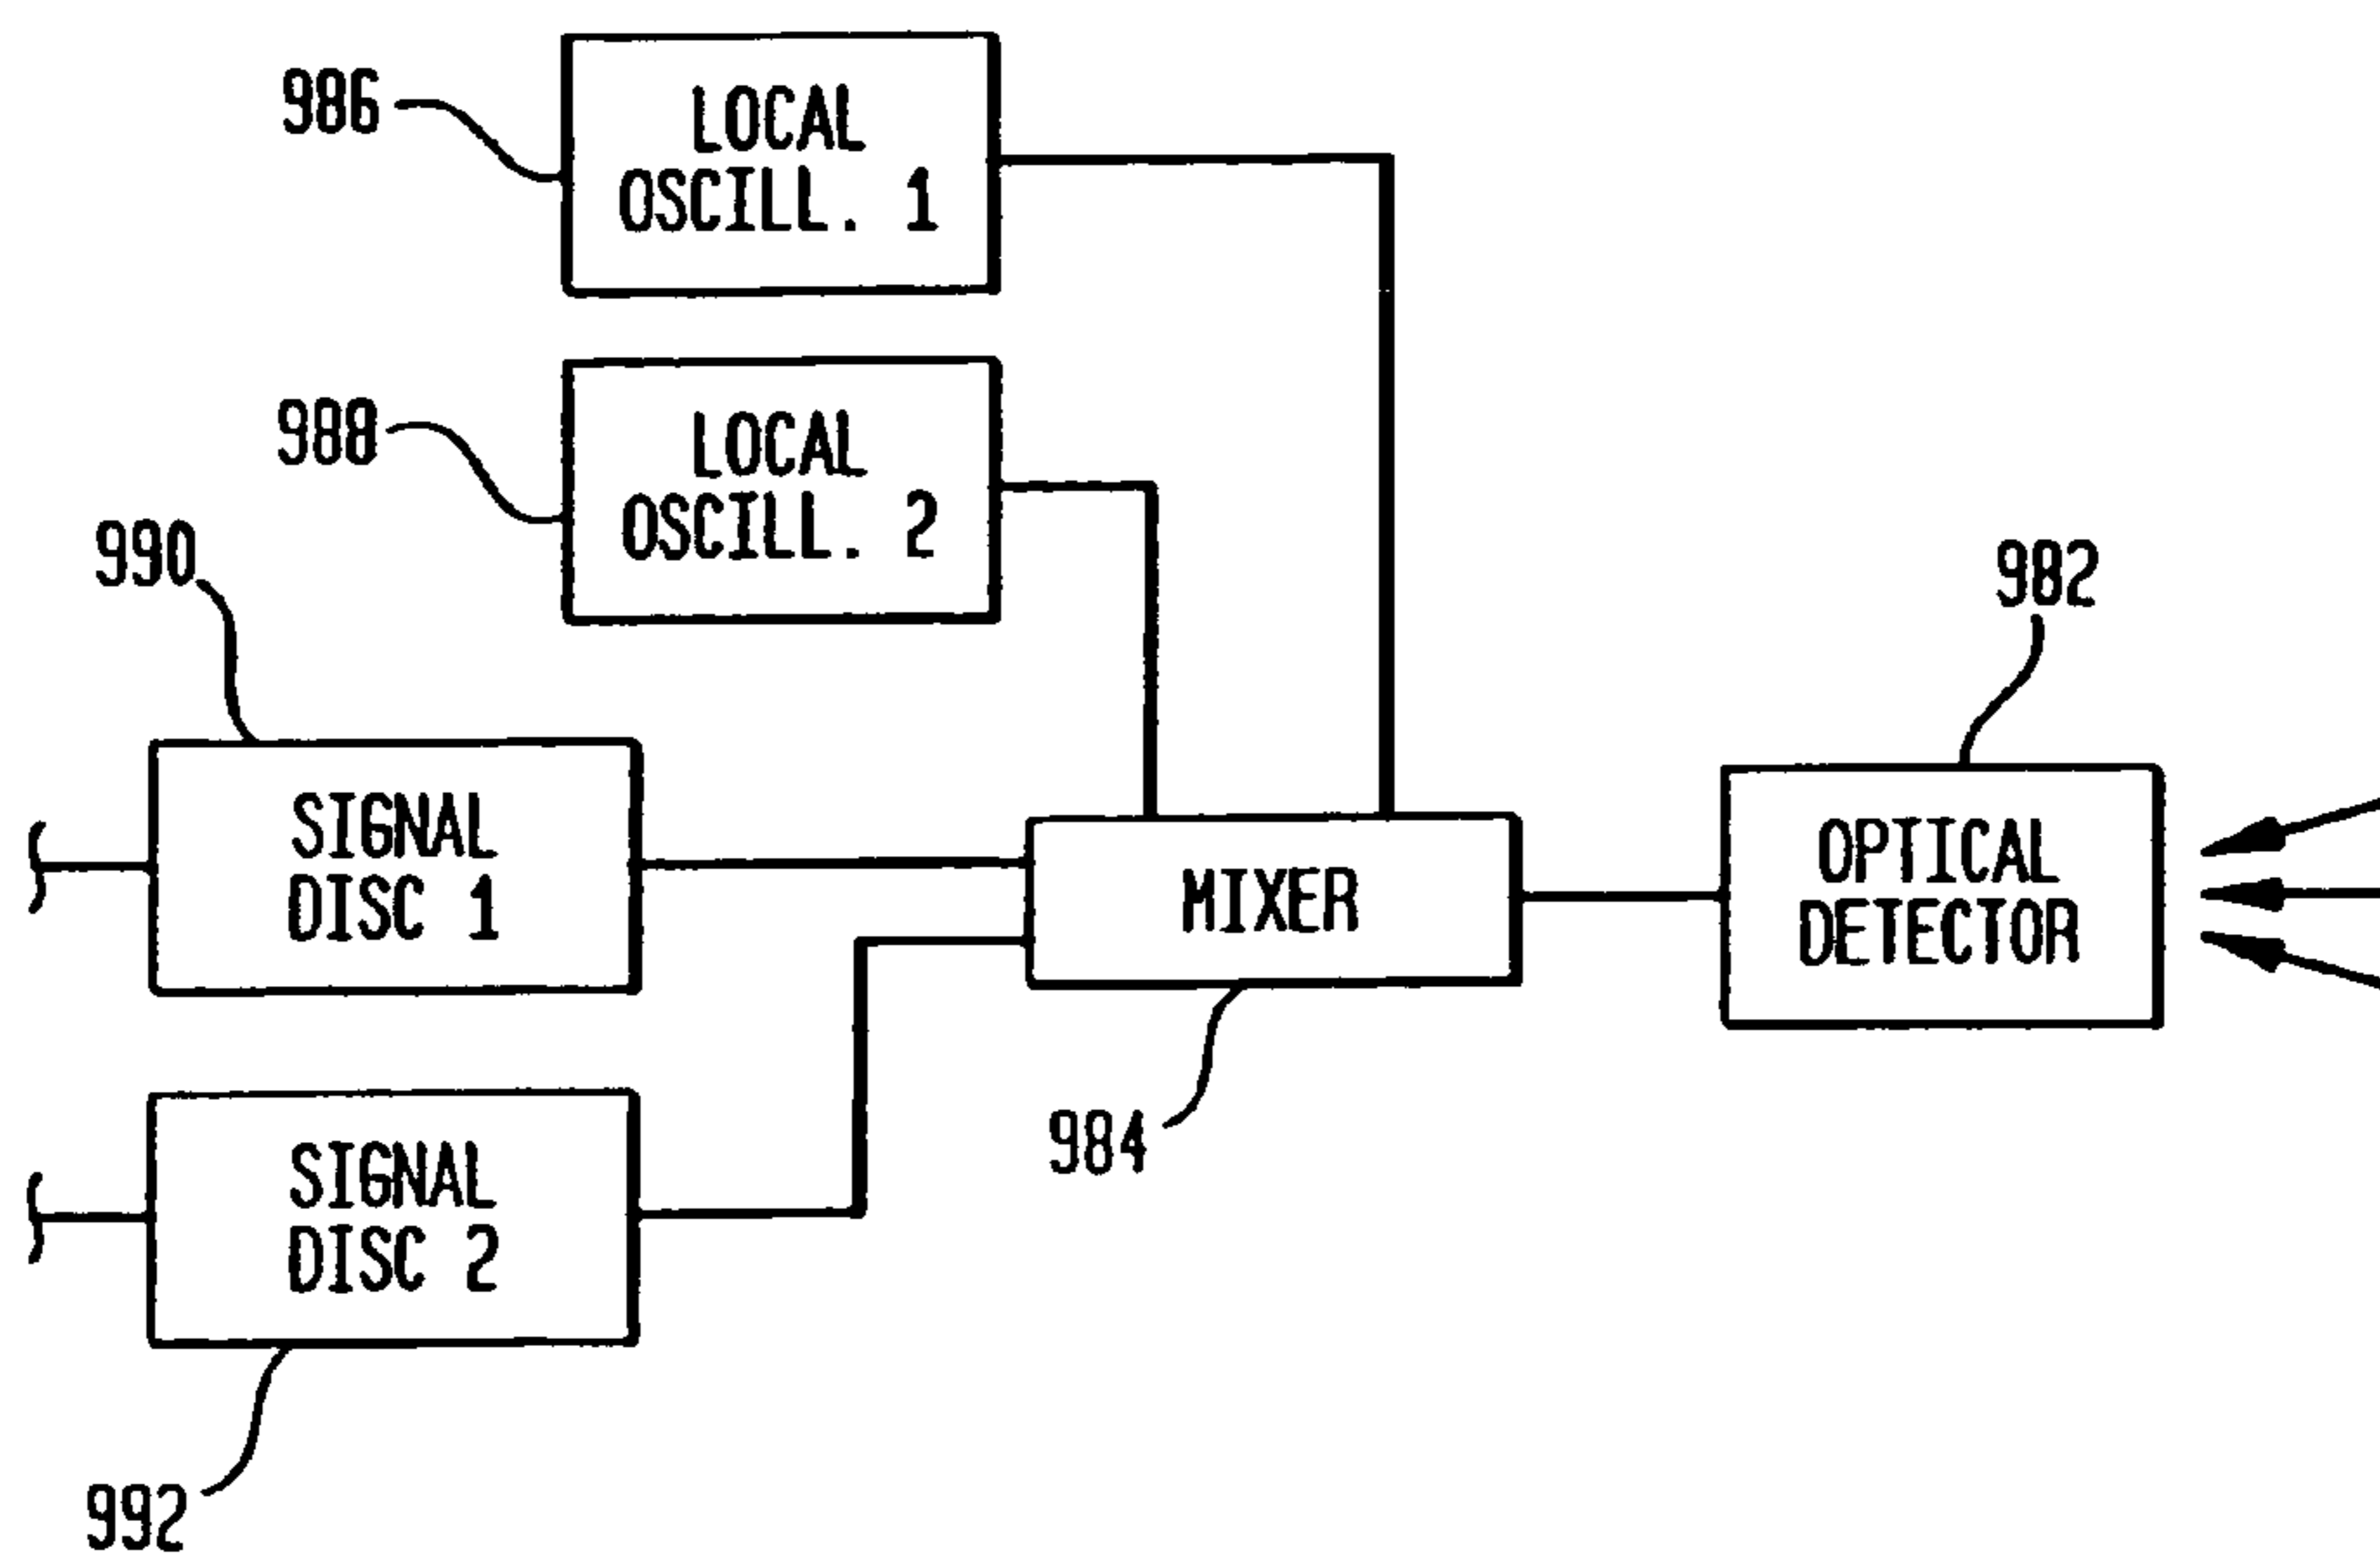 986
LOCAL
OSCILL. 1
988
LOCAL
OSCILL. 2
990
982
SIGNAL
DISC 1
MIXER
OPTICAL
DETECTOR
984
SIGNAL
DISC 2
992